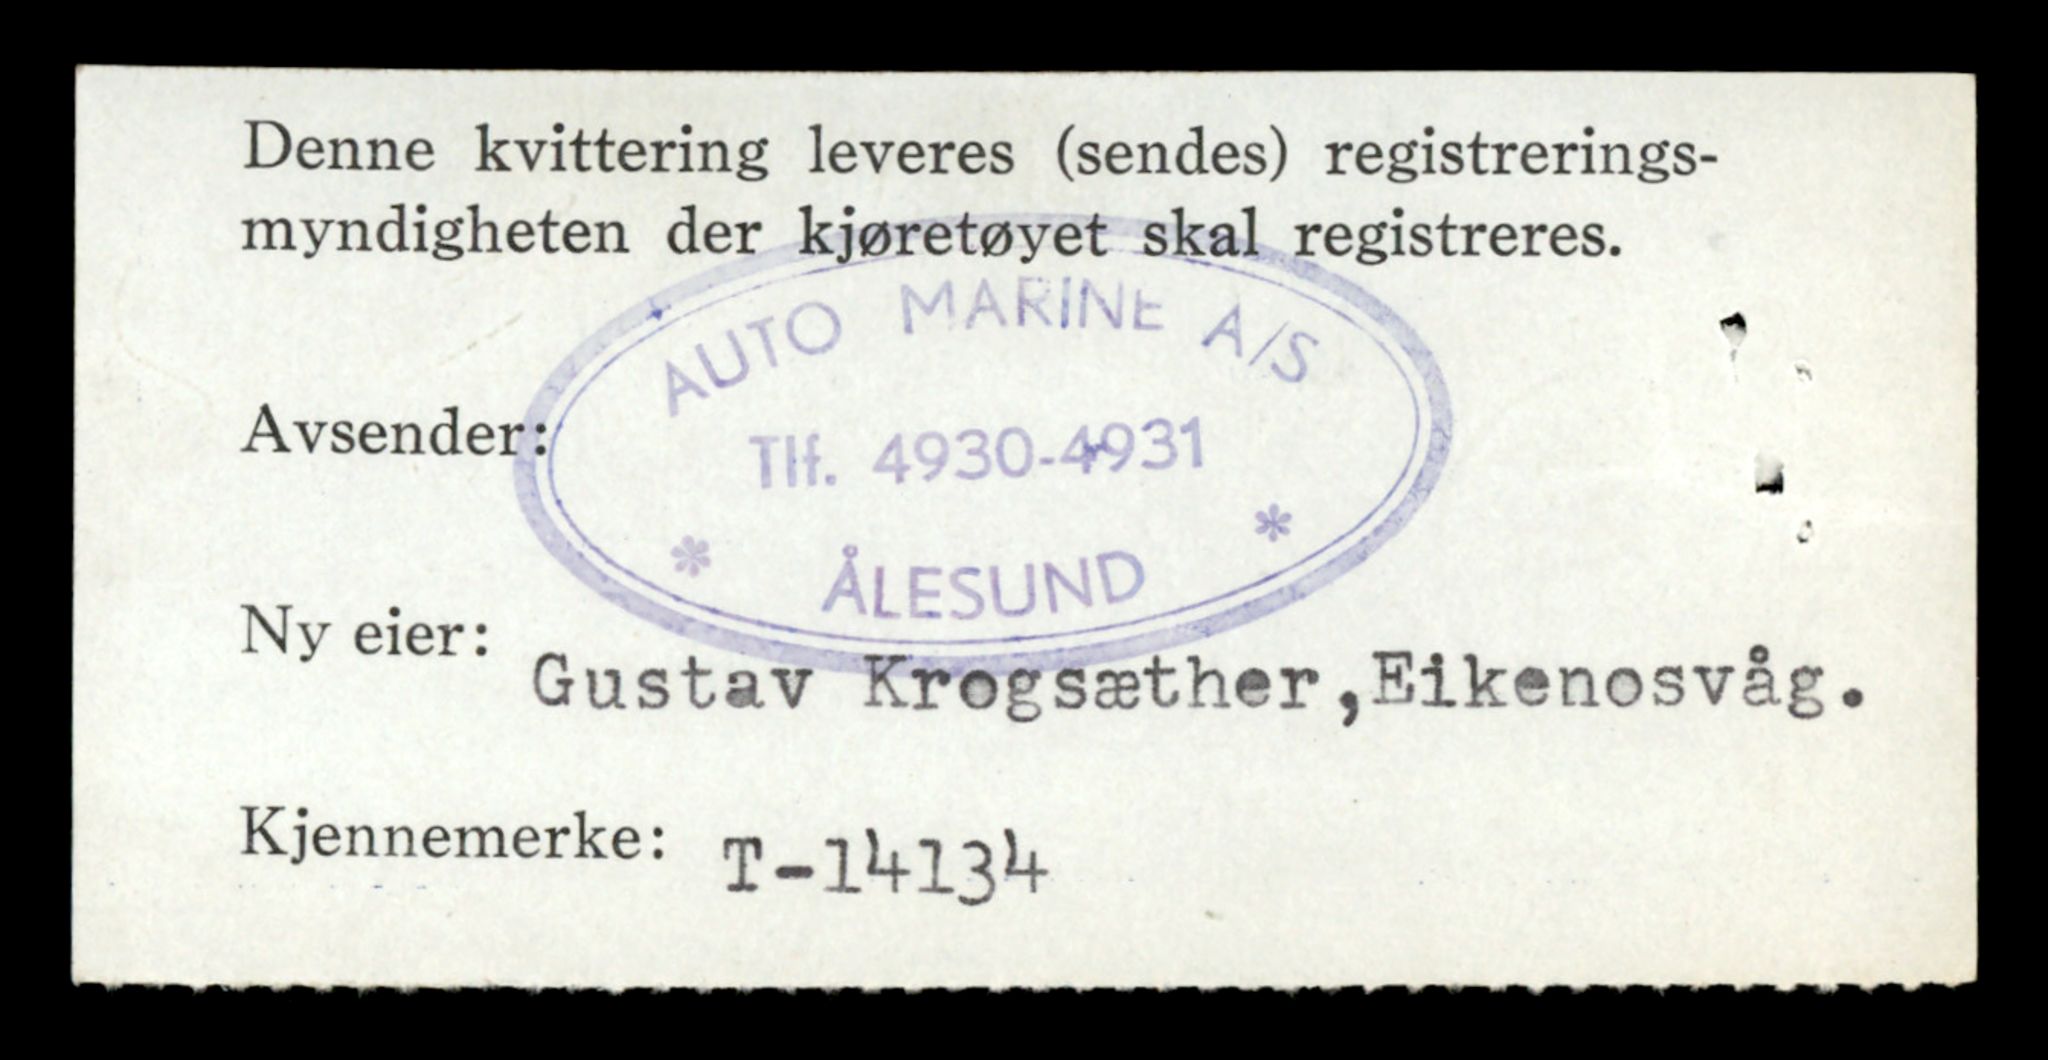 Denne kvittering leveres (sendes) registrerings-
myndigheten der kjøretøyet skal registreres.
AUTO MARINE A/S
Avsender:
Tlf. 4930-4931
* ÅLESUND *
Ny eier:
Gustav Krogsæther,Eikenosvåg.
Kjennemerke: T-14134